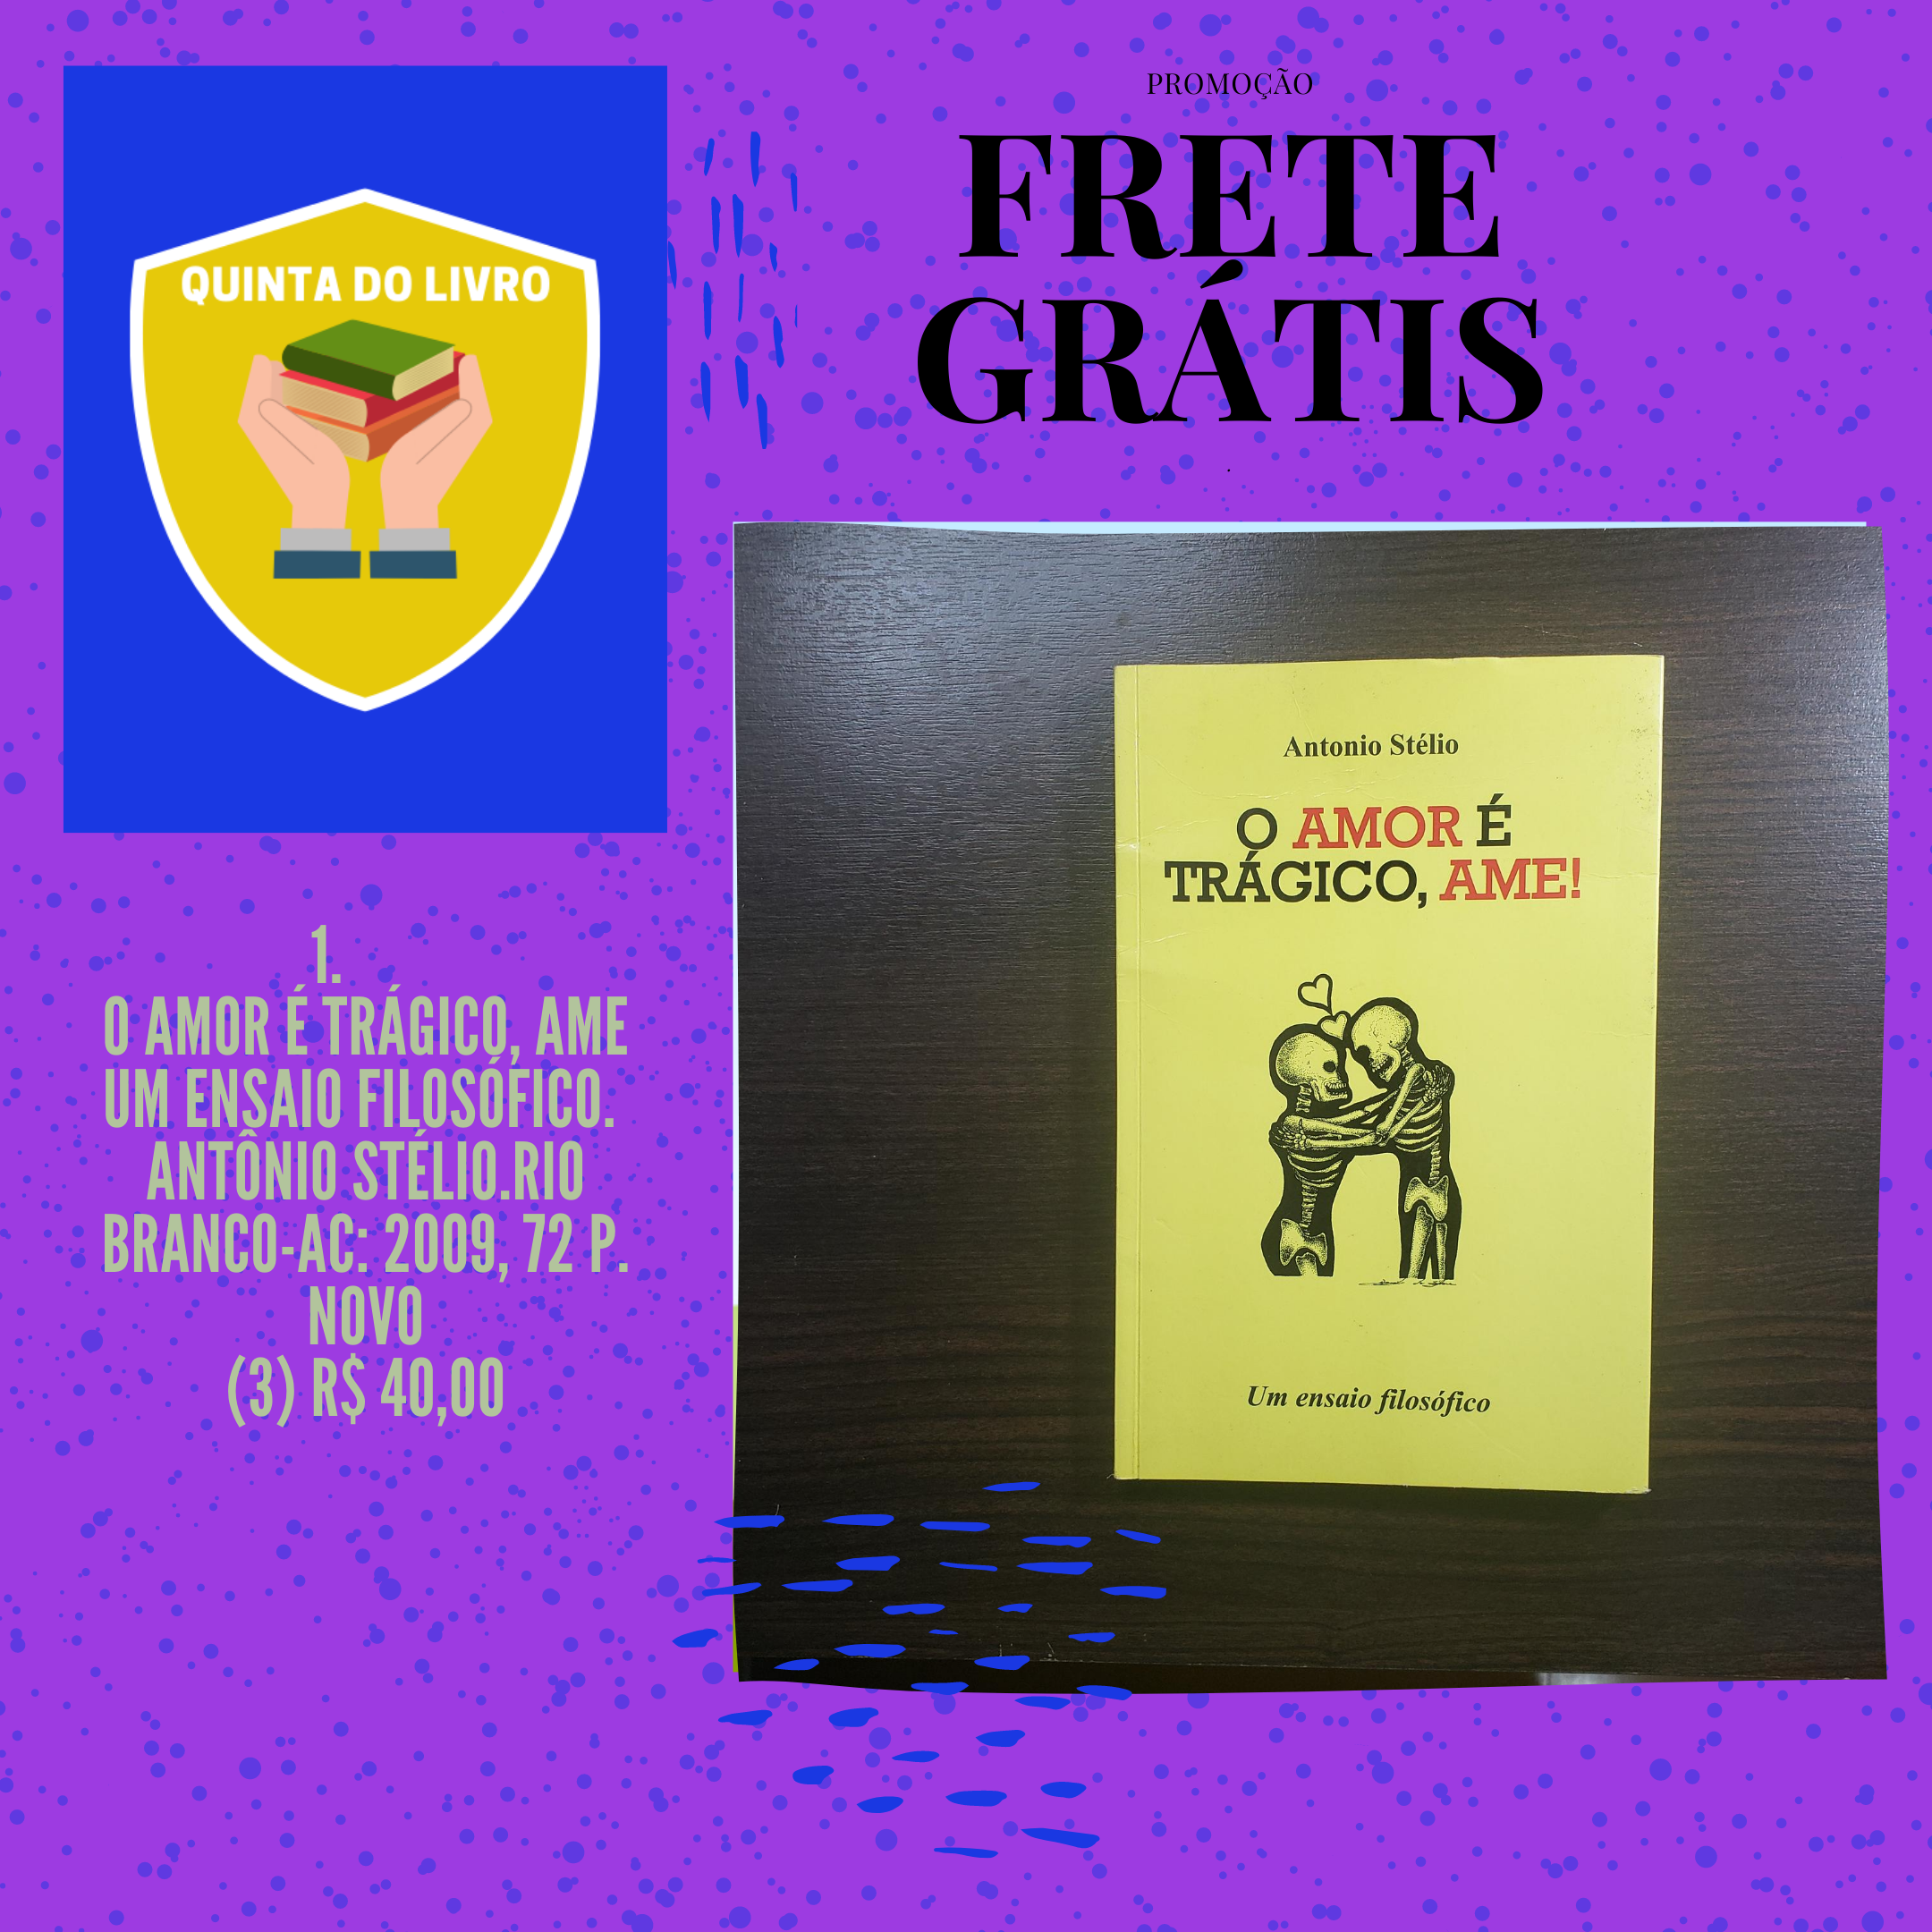 QUINTA DO LIVRO
PROMOÇÃO
FRETE
GRÁTIS
.
Antonio Stélio
O AMOR É
TRÁGICO, AME!
Um ensaio filosófico
1.
O AMOR É TRÁGICO, AME
UM ENSAIO FILOSÓFICO.
ANTÔNIO STÉLIO.RIO
BRANCO-AC: 2009, 72 P.
NOVO
(3) R$ 40,00